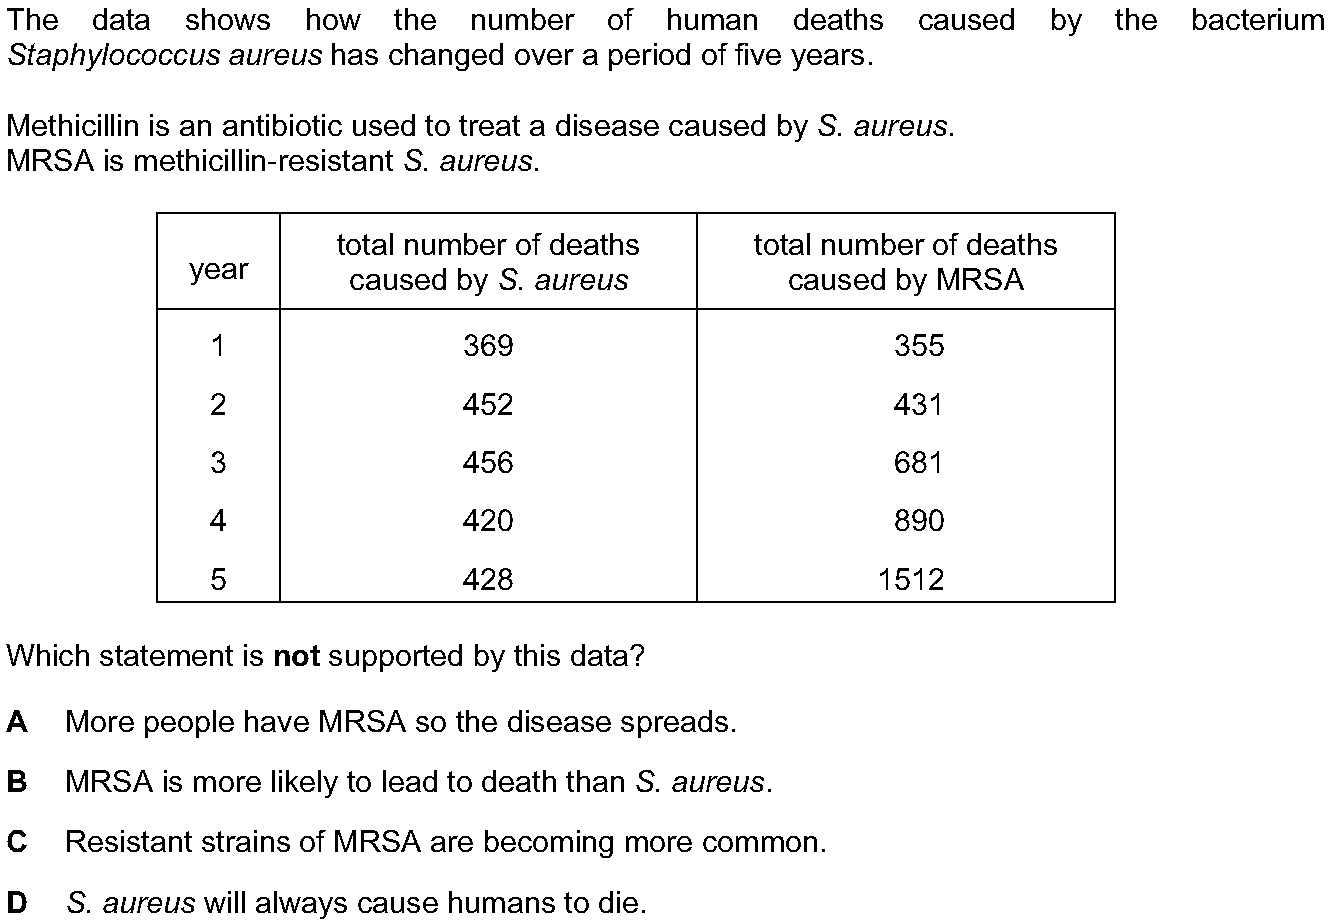 The data shows how the number of human deaths caused by the bacterium
Staphylococcus aureus has changed over a period of five years.
Methicillin is an antibiotic used to treat a disease caused by S. aureus.
MRSA is methicillin-resistant S. aureus.
year total number of deaths caused by S. aureus total number of deaths caused by MRSA
1 369 355
2 452 431
3 456 681
4 420 890
5 428 1512
Which statement is not supported by this data?
A More people have MRSA so the disease spreads.
B MRSA is more likely to lead to death than S. aureus.
C Resistant strains of MRSA are becoming more common.
D S. aureus will always cause humans to die.